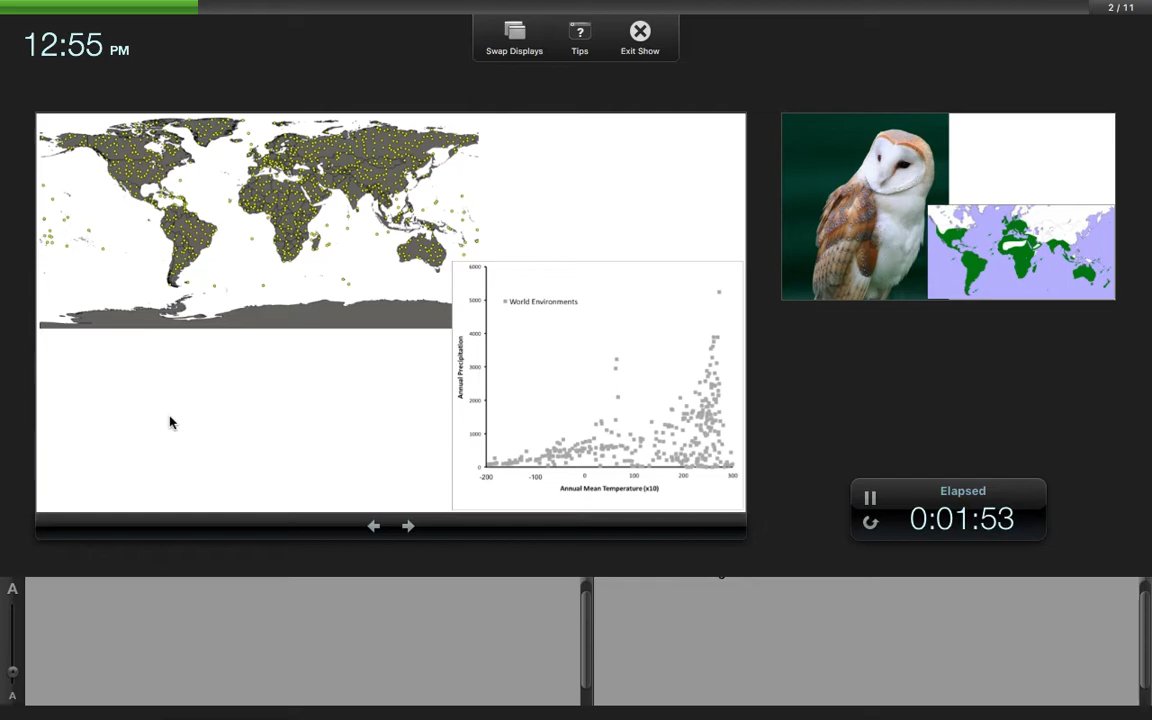 2 / 11
12:55 PM
Swap Displays
?
Tips
Exit Show
6000
5000
4000
3000
2000
1000
0
World Environments
Annual Precipitation
-200
-100
0
100
200
300
Annual Mean Temperature (x10)
Elapsed
0:01:53
A
A